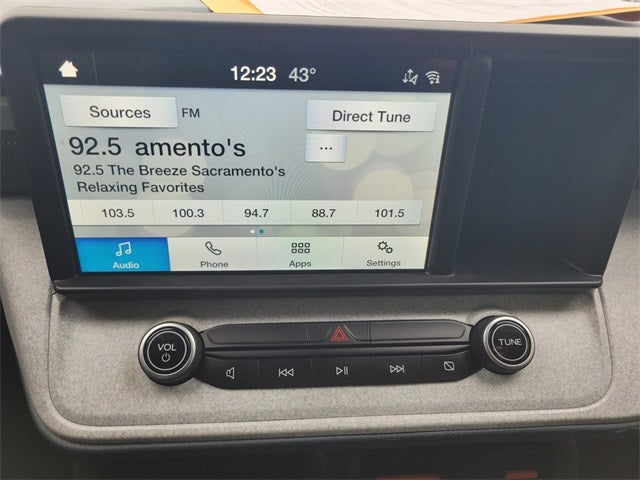 12:23 43°
Sources FM Direct Tune
92.5 amento's ...
92.5 The Breeze Sacramento's
Relaxing Favorites
103.5 100.3 94.7 88.7 101.5
Audio Phone Apps Settings
VOL TUNE